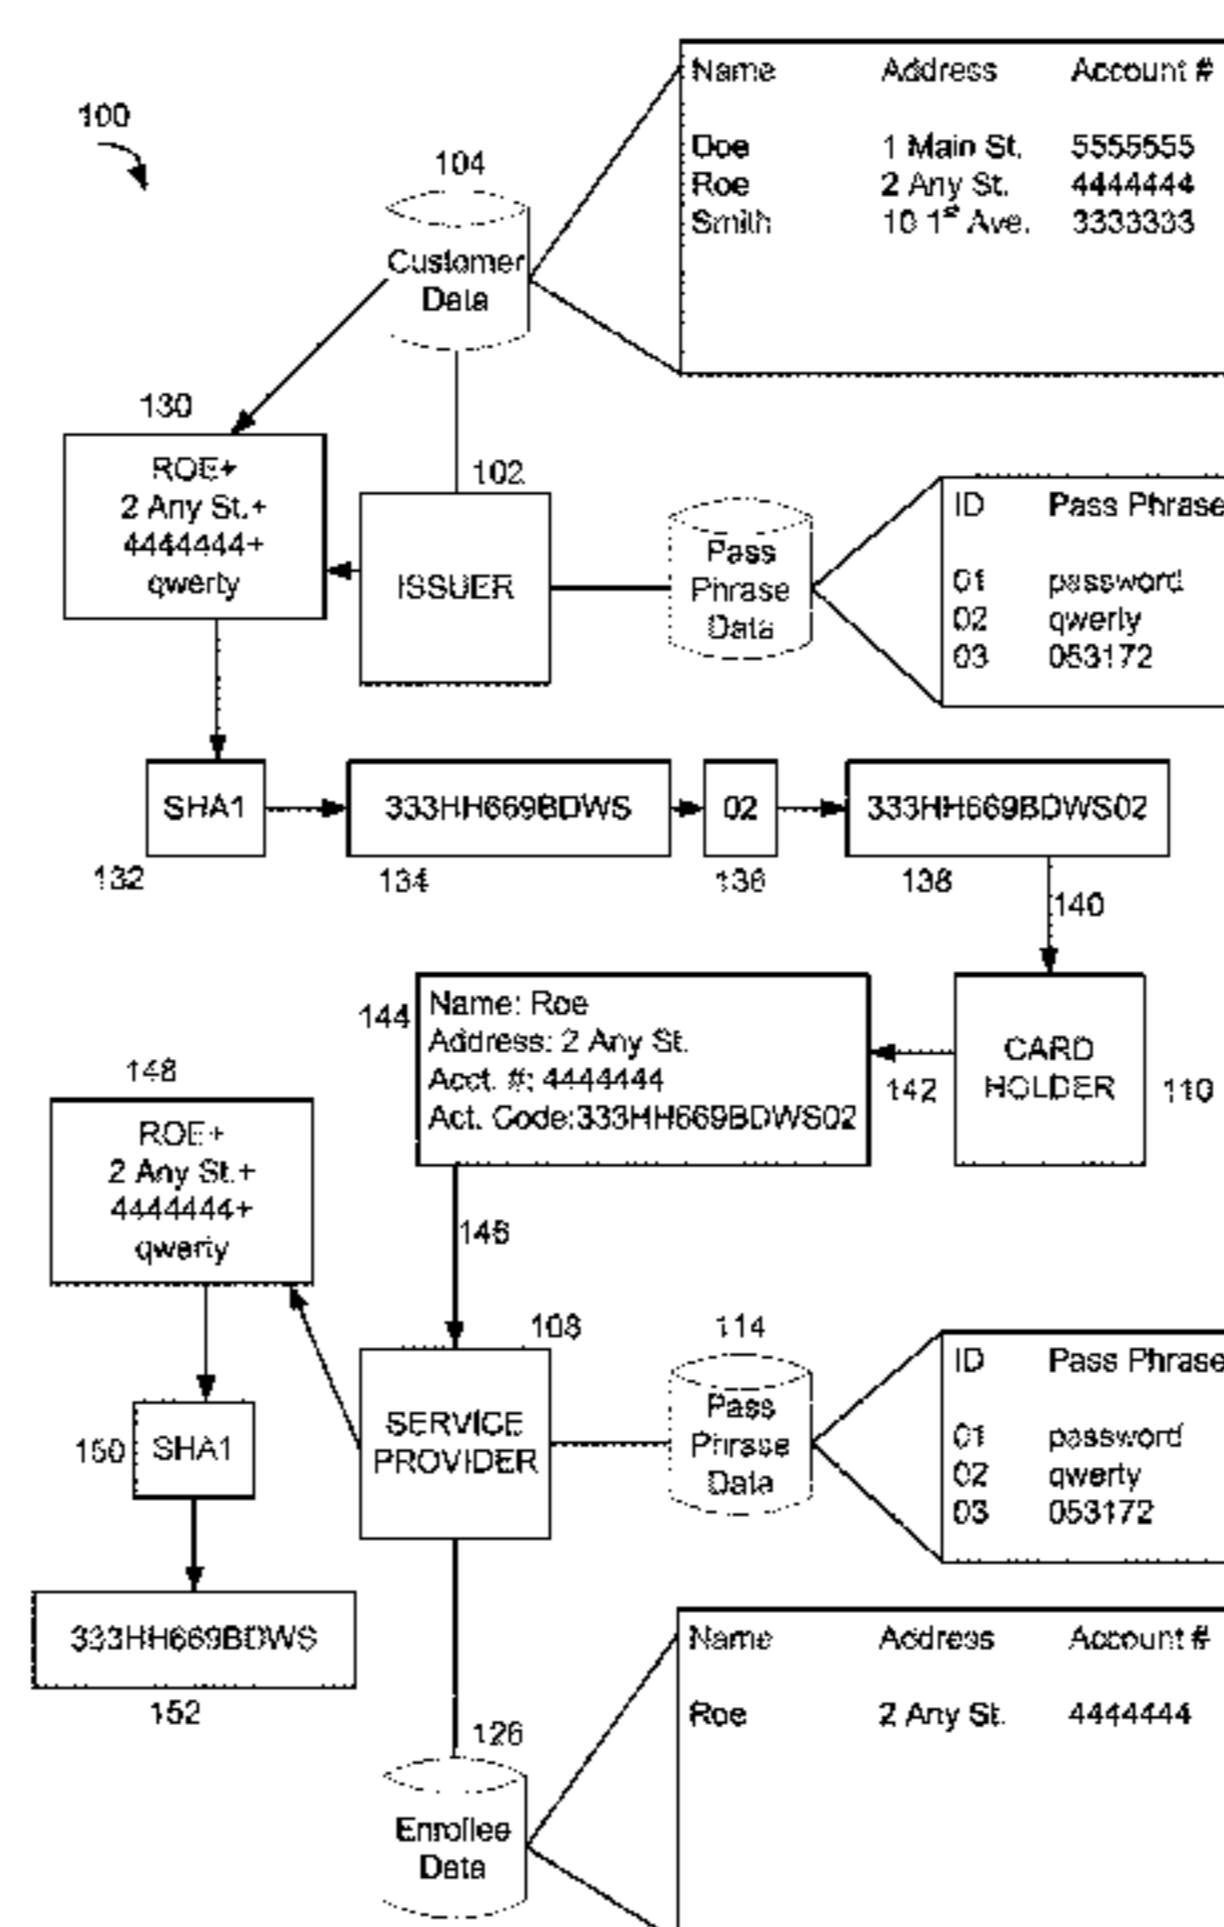 100
104
Customer
Data
Name Address Account #
Doe 1 Main St. 5555555
Roe 2 Any St. 4444444
Smith 10 1st Ave. 3333333
130
ROE+
2 Any St.+
4444444+
qwerty
102
ISSUER
Pass
Phrase
Data
ID Pass Phrase
01 password
02 qwerty
03 053172
SHA1
333HH669BDWS
02
333HH669BDWS02
132
134
136
138
140
144
Name: Roe
Address: 2 Any St.
Acct. #: 4444444
Act. Code:333HH669BDWS02
142
CARD
HOLDER
110
148
ROE+
2 Any St.+
4444444+
qwerty
146
108
SERVICE
PROVIDER
114
Pass
Phrase
Data
ID Pass Phrase
01 password
02 qwerty
03 053172
150
SHA1
333HH669BDWS
152
126
Enrollee
Data
Name Address Account #
Roe 2 Any St. 4444444